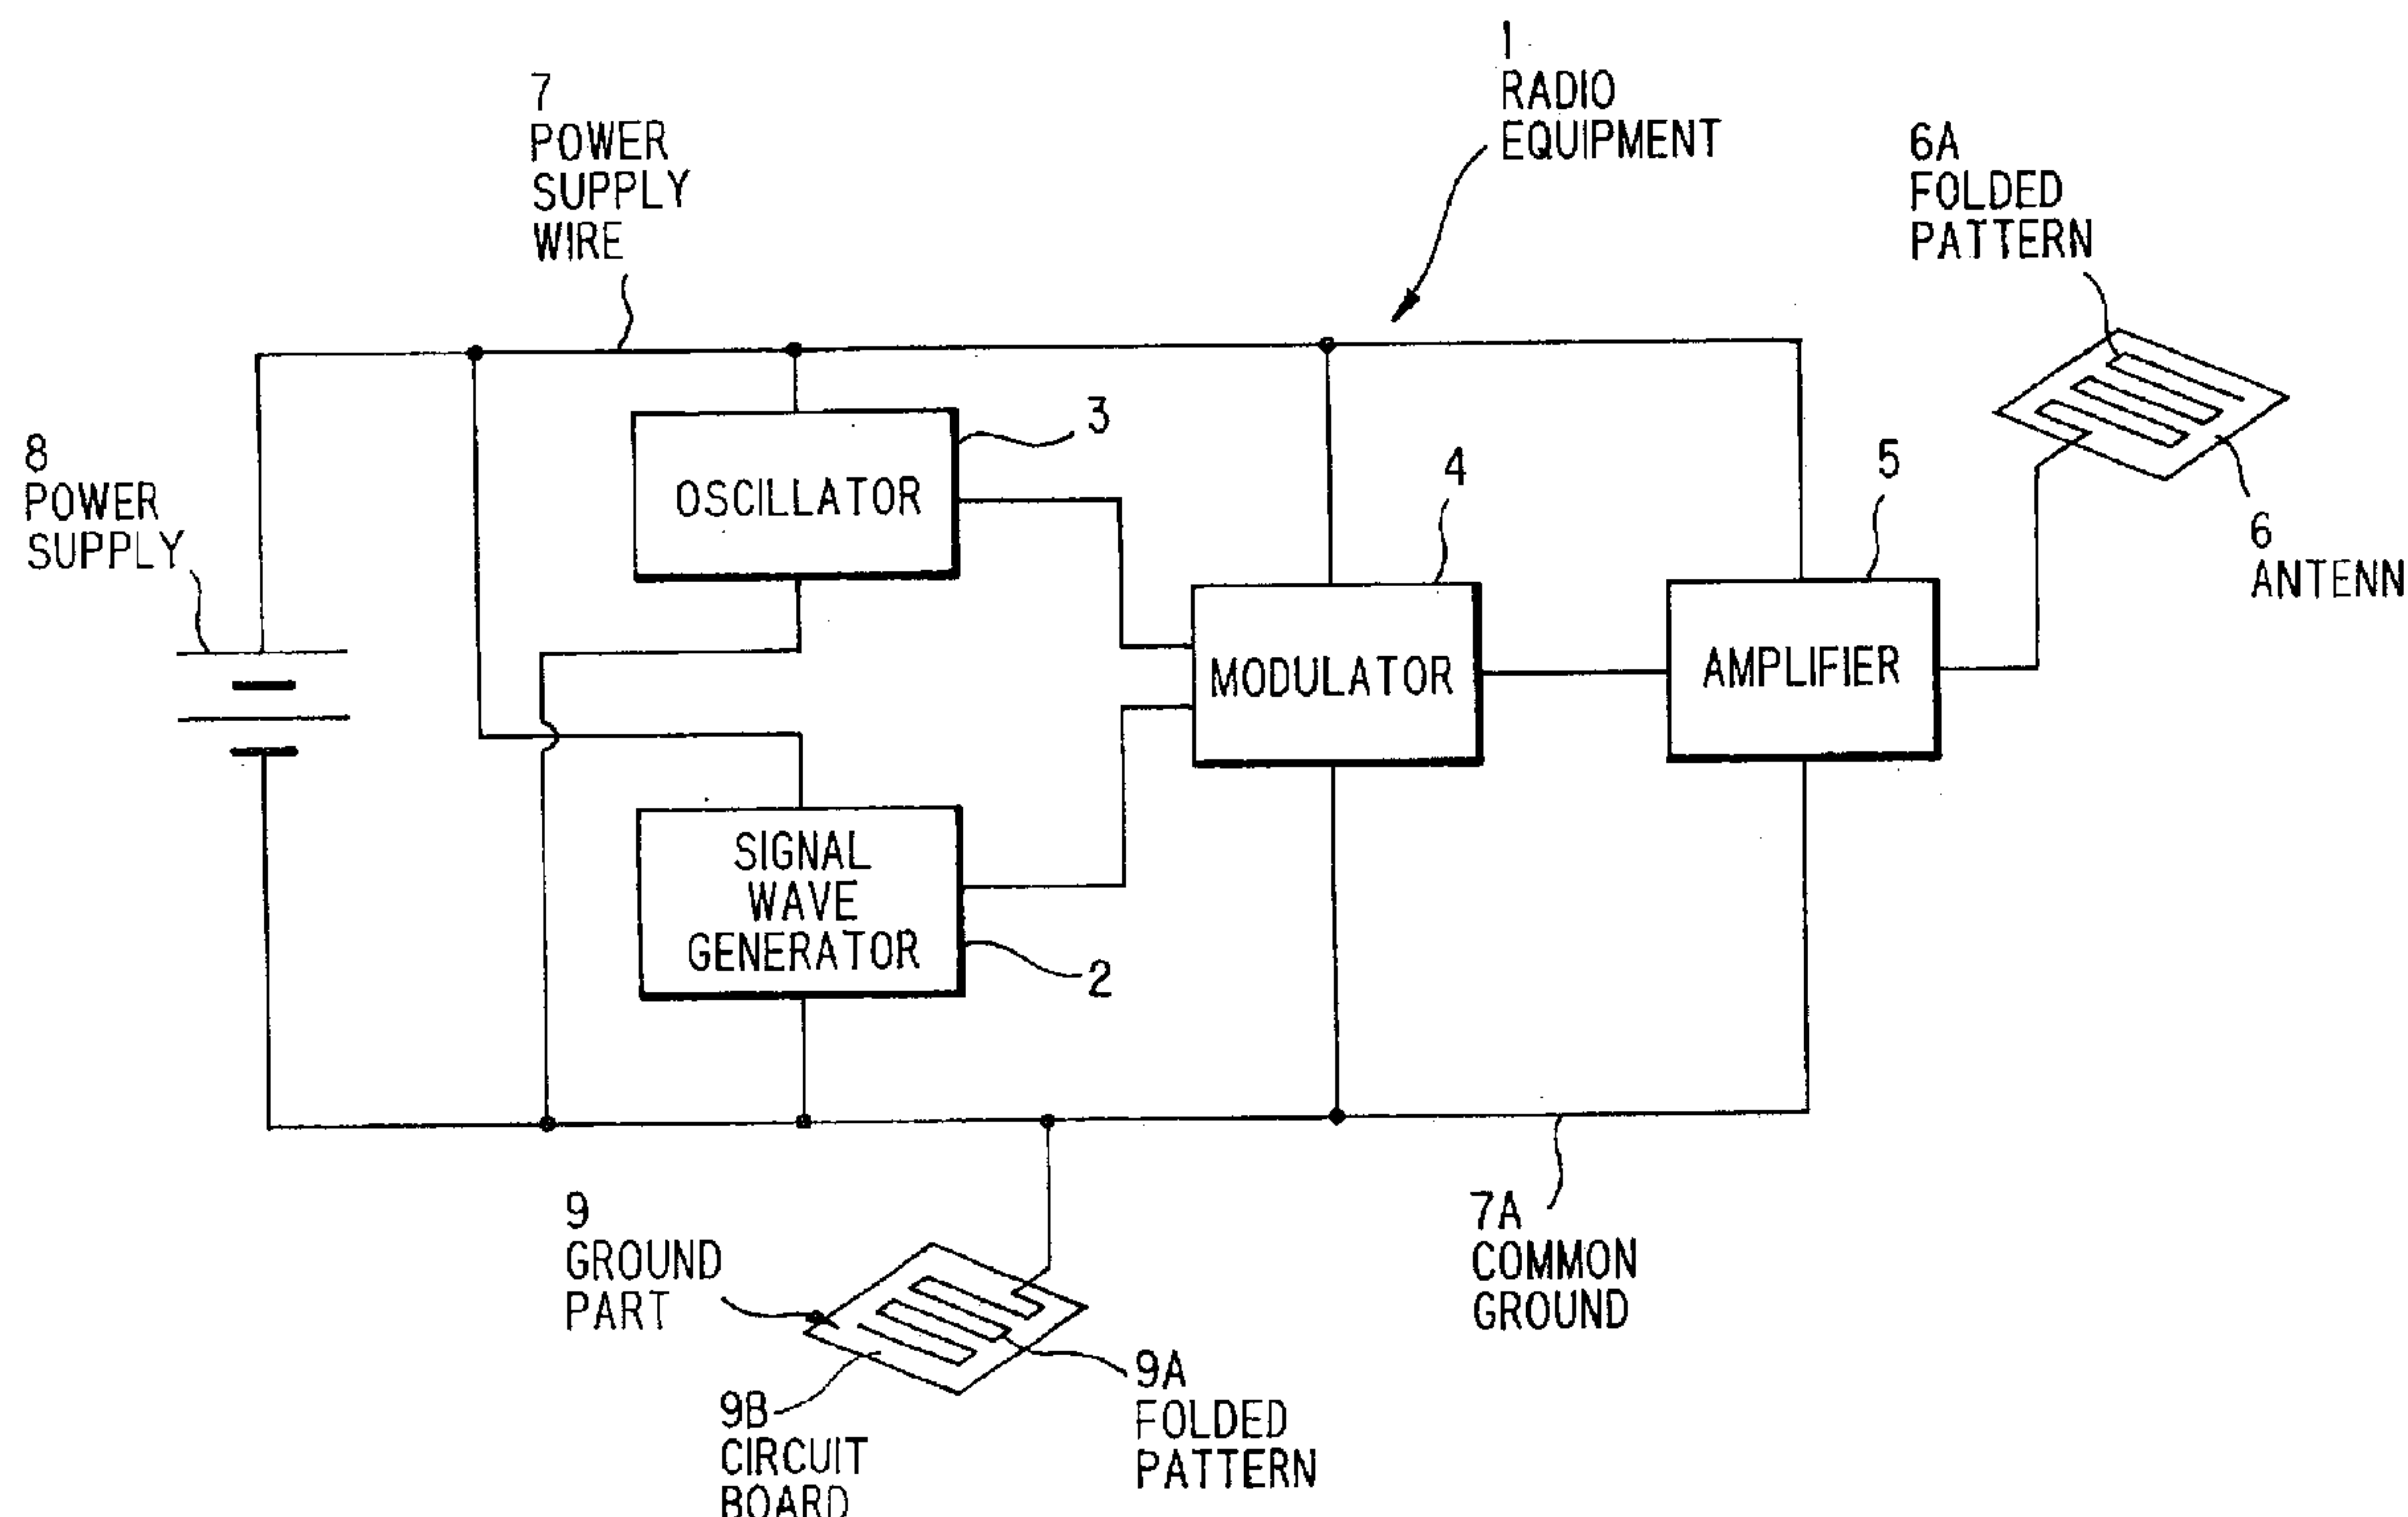 1
RADIO
EQUIPMENT
7
POWER
SUPPLY
WIRE
6A
FOLDED
PATTERN
3
OSCILLATOR
8
POWER
SUPPLY
4
5
6
ANTENN
MODULATOR
AMPLIFIER
SIGNAL
WAVE
GENERATOR
2
9
GROUND
PART
7A
COMMON
GROUND
9A
FOLDED
PATTERN
9B
CIRCUIT
BOARD